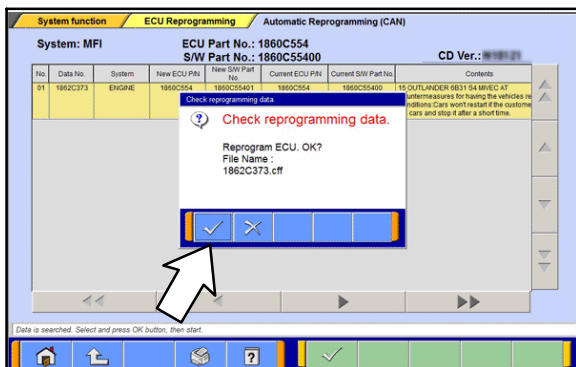 System function
ECU Reprogramming
Automatic Reprogramming (CAN)
System: MFI
ECU Part No.: 1860C554
S/W Part No.: 1860C55400
CD Ver.:
No.
Data No.
System
New ECU P/N
New S/W Part No.
Current ECU P/N
Current S/W Part No.
Contents
01
1862C373
ENGINE
1860C554
1860C55401
1860C554
1860C55400
15 OUTLANDER 6B31 S4 MIVEC AT
untermeasures for having the vehicles re
nditions:Cars won't restart if the custome
cars and stop it after a short time.
Check reprogramming data.
Check reprogramming data.
Reprogram ECU. OK?
File Name :
1862C373.cff
Data is searched. Select and press OK button, then start.
?